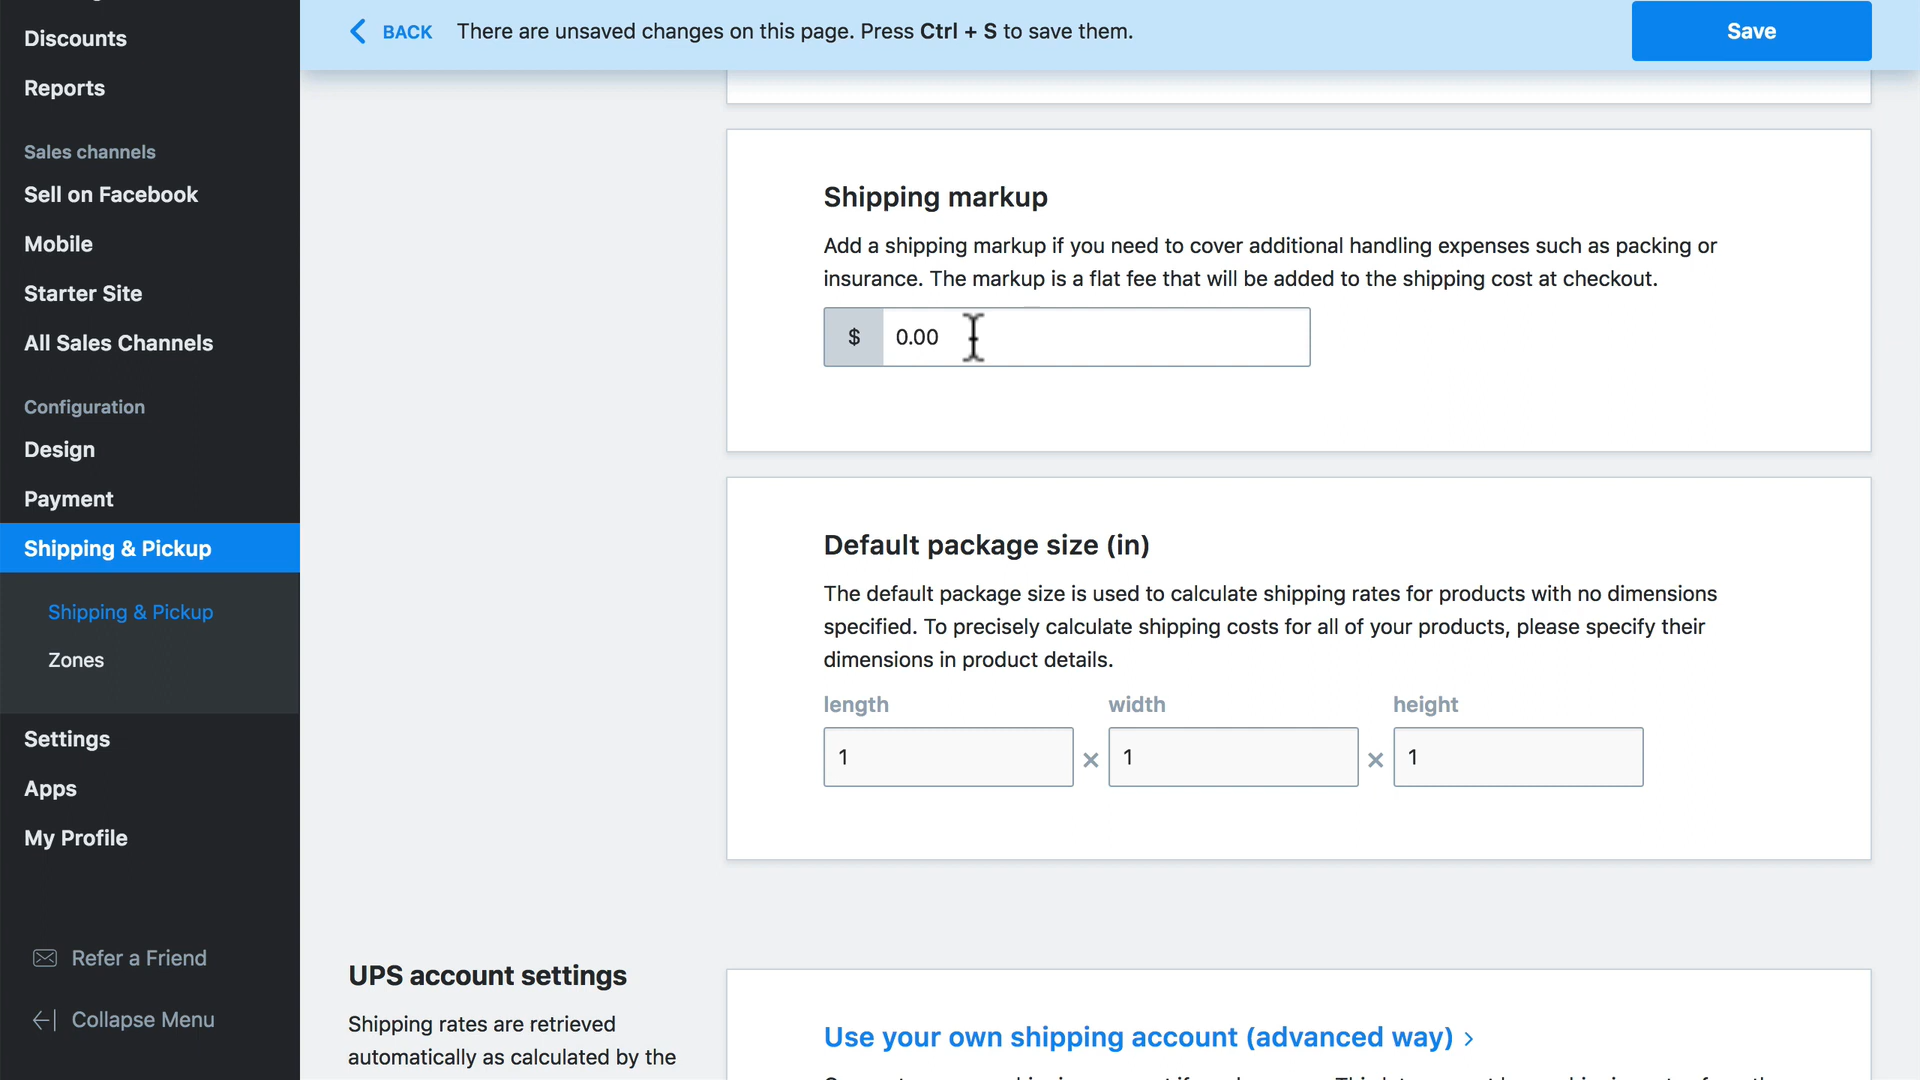 Discounts
Reports
Sales channels
Sell on Facebook
Mobile
Starter Site
All Sales Channels
Configuration
Design
Payment
Shipping & Pickup
Shipping & Pickup
Zones
Settings
Apps
My Profile
Refer a Friend
Collapse Menu
BACK
There are unsaved changes on this page. Press Ctrl + S to save them.
Save
Shipping markup
Add a shipping markup if you need to cover additional handling expenses such as packing or
insurance. The markup is a flat fee that will be added to the shipping cost at checkout.
$ 0.00
Default package size (in)
The default package size is used to calculate shipping rates for products with no dimensions
specified. To precisely calculate shipping costs for all of your products, please specify their
dimensions in product details.
length width height
1 × 1 × 1
UPS account settings
Shipping rates are retrieved
automatically as calculated by the
Use your own shipping account (advanced way) ›